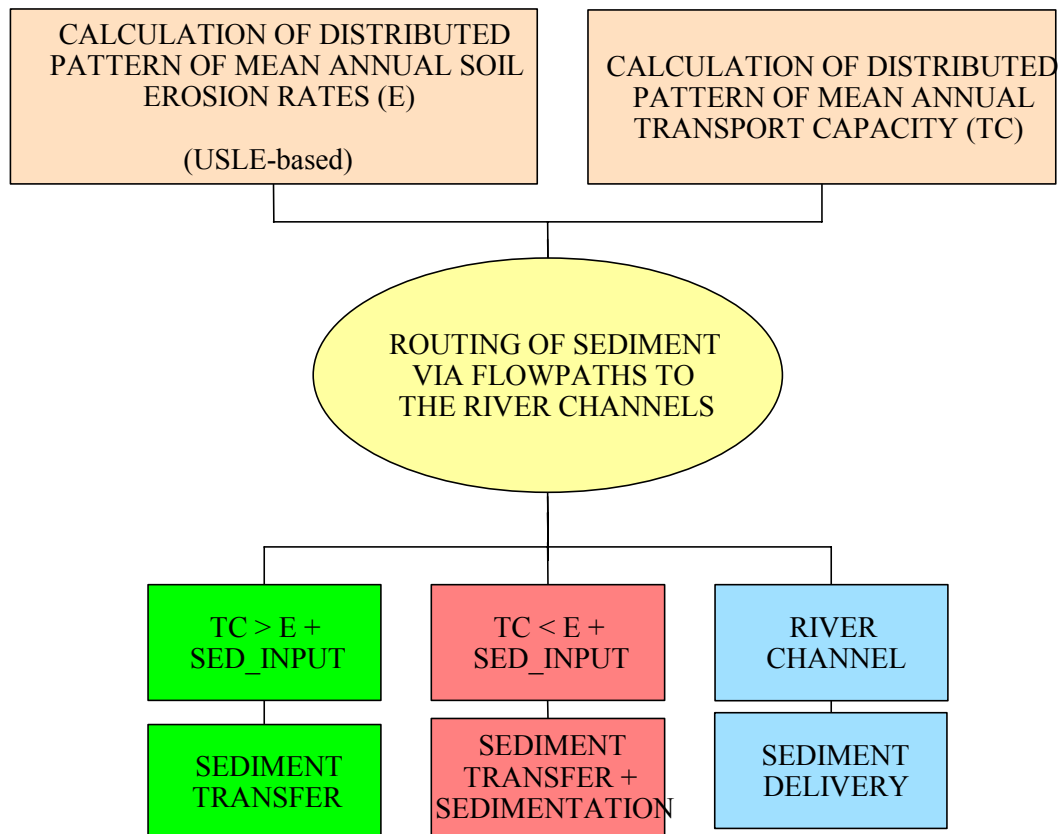 CALCULATION OF DISTRIBUTED
PATTERN OF MEAN ANNUAL SOIL
EROSION RATES (E)
(USLE-based)
CALCULATION OF DISTRIBUTED
PATTERN OF MEAN ANNUAL
TRANSPORT CAPACITY (TC)
ROUTING OF SEDIMENT
VIA FLOWPATHS TO
THE RIVER CHANNELS
TC > E +
SED_INPUT
TC < E +
SED_INPUT
RIVER
CHANNEL
SEDIMENT
TRANSFER
SEDIMENT
TRANSFER +
SEDIMENTATION
SEDIMENT
DELIVERY